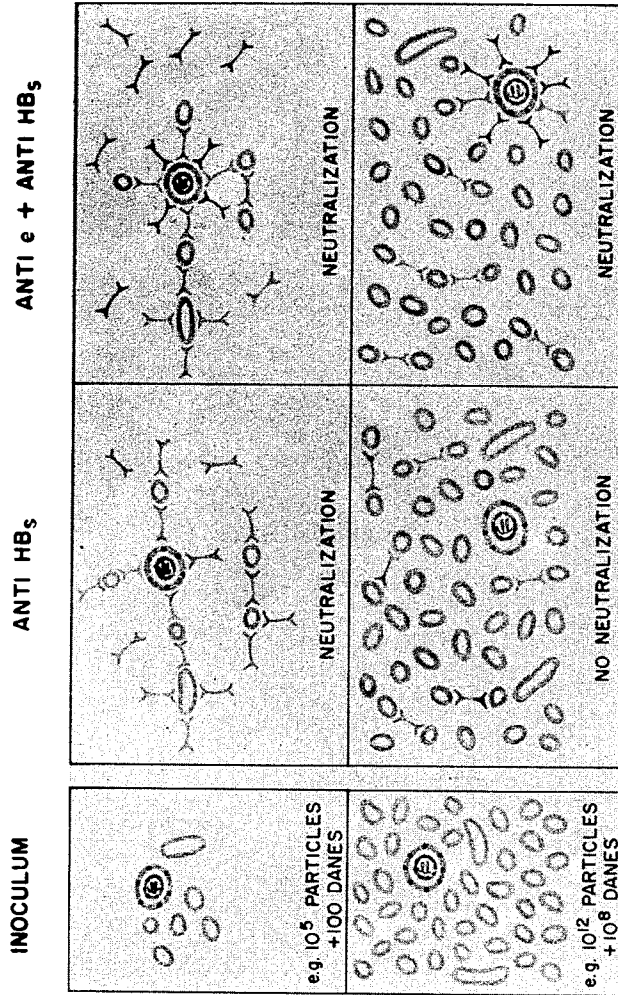 INOCULUM
ANTI HBs
ANTI e + ANTI HBs
e.g. 10⁵ PARTICLES
+100 DANES
NEUTRALIZATION
NEUTRALIZATION
e.g. 10¹² PARTICLES
+10⁸ DANES
NO NEUTRALIZATION
NEUTRALIZATION